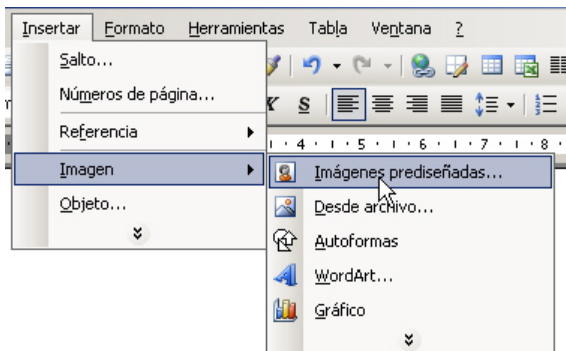 Insertar Formato Herramientas Tabla Ventana ?
Salto...
Números de página...
K S
Referencia
4 5 6 7 8
Imagen
Imágenes prediseñadas...
Objeto...
Desde archivo...
Autoformas
WordArt...
Gráfico